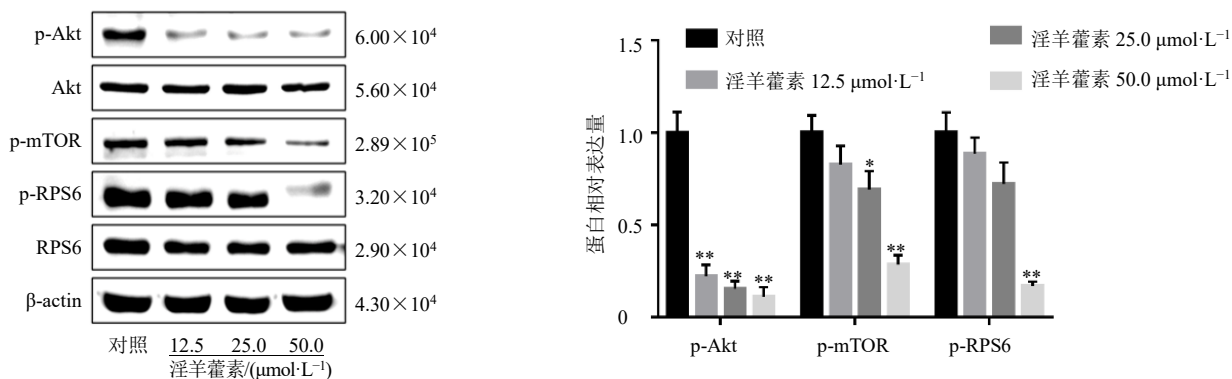 p-Akt 6.00×10⁴
Akt 5.60×10⁴
p-mTOR 2.89×10⁵
p-RPS6 3.20×10⁴
RPS6 2.90×10⁴
β-actin 4.30×10⁴
对照 12.5 25.0 50.0
淫羊藿素/(μmol·L⁻¹)
对照
淫羊藿素 12.5 μmol·L⁻¹
淫羊藿素 25.0 μmol·L⁻¹
淫羊藿素 50.0 μmol·L⁻¹
蛋白相对表达量
1.5
1.0
0.5
0
** ** **
* **
**
p-Akt p-mTOR p-RPS6